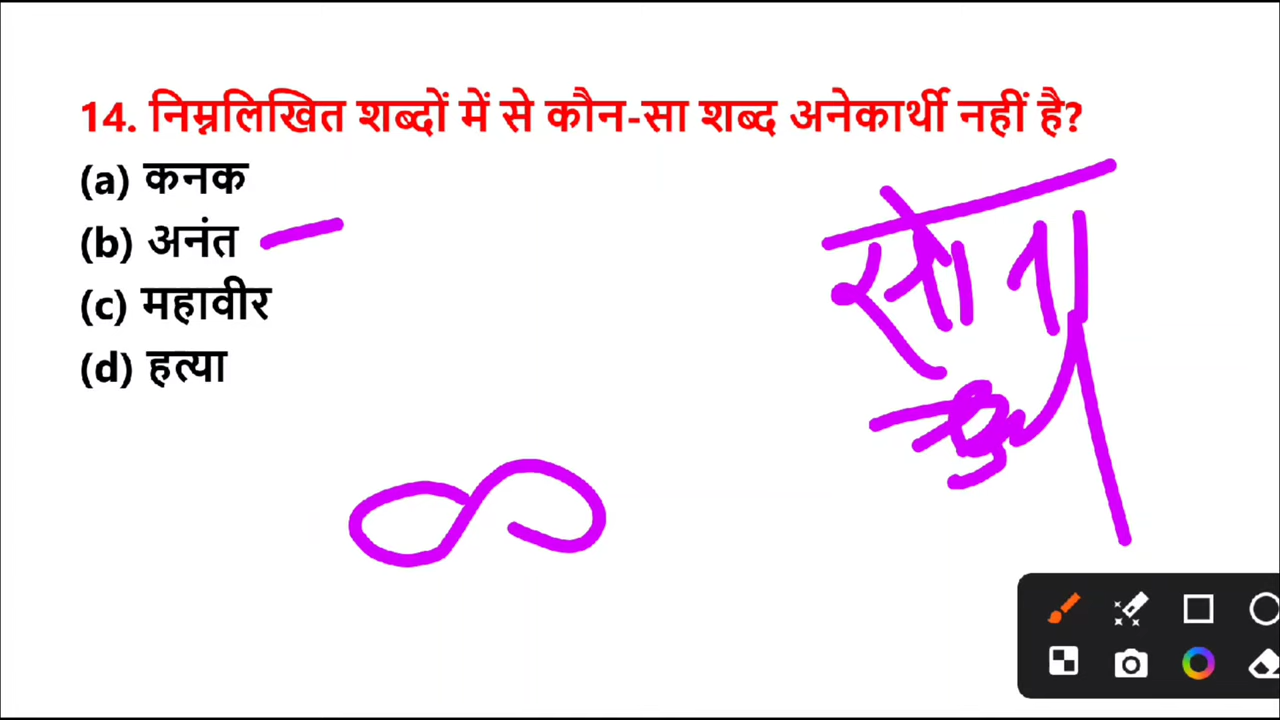 14. निम्नलिखित शब्दों में से कौन-सा शब्द अनेकार्थी नहीं है?
(a) कनक
(b) अनंत
(c) महावीर
(d) हत्या
सोना